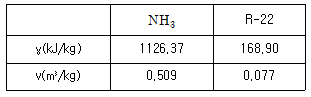 NH₃ R-22
γ(kJ/kg) 1126,37 168,90
v(m³/kg) 0,509 0,077